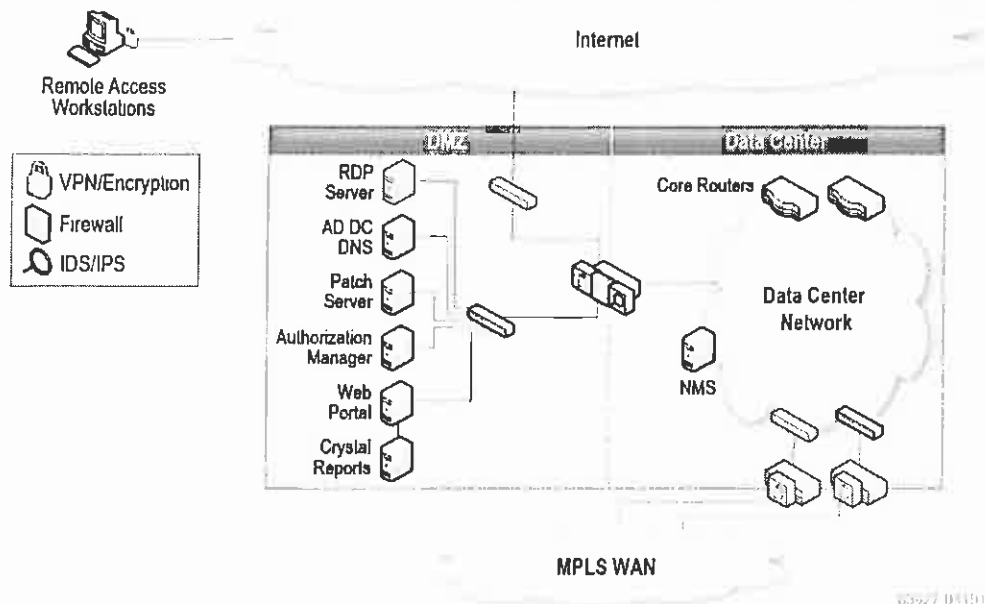 Internet
Remote Access
Workstations
DMZ
Data Center
VPN/Encryption
Firewall
IDS/IPS
RDP
Server
AD DC
DNS
Patch
Server
Authorization
Manager
Web
Portal
Crystal
Reports
Core Routers
Data Center
Network
NMS
MPLS WAN